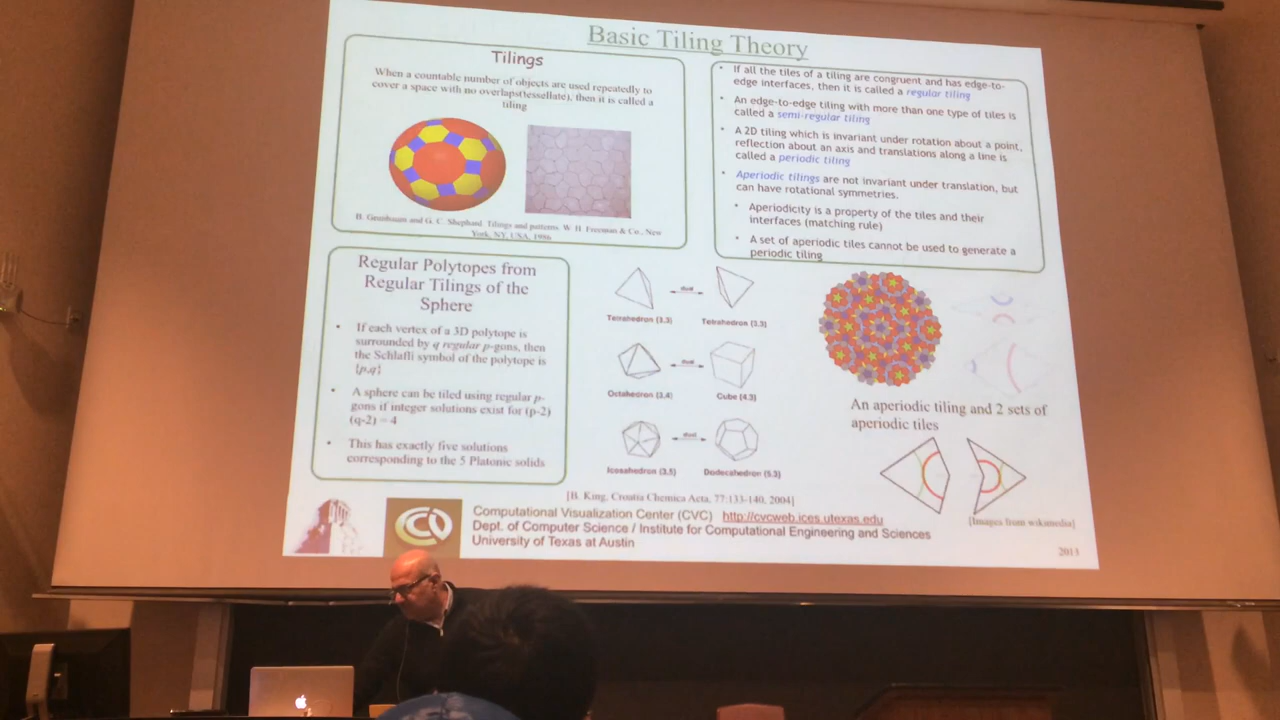 Basic Tiling Theory
Tilings
When a countable number of objects are used repeatedly to
cover a space with no overlaps(tessellate), then it is called a
tiling
B. Grunbaum and G. C. Shephard. Tilings and patterns. W. H. Freeman & Co., New
York, NY, USA, 1986
• If all the tiles of a tiling are congruent and has edge-to-
edge interfaces, then it is called a regular tiling
• An edge-to-edge tiling with more than one type of tiles is
called a semi-regular tiling
• A 2D tiling which is invariant under rotation about a point,
reflection about an axis and translations along a line is
called a periodic tiling
• Aperiodic tilings are not invariant under translation, but
can have rotational symmetries.
• Aperiodicity is a property of the tiles and their
interfaces (matching rule)
• A set of aperiodic tiles cannot be used to generate a
periodic tiling
Regular Polytopes from
Regular Tilings of the
Sphere
• If each vertex of a 3D polytope is
surrounded by q regular p-gons, then
the Schlafli symbol of the polytope is
{p,q}
• A sphere can be tiled using regular p-
gons if integer solutions exist for (p-2)
(q-2) = 4
• This has exactly five solutions
corresponding to the 5 Platonic solids
dual
Tetrahedron (3,3) Tetrahedron (3,3)
dual
Octahedron (3,4) Cube (4,3)
dual
Icosahedron (3,5) Dodecahedron (5,3)
[B. King, Croatia Chemica Acta, 77:133-140, 2004]
An aperiodic tiling and 2 sets of
aperiodic tiles
[Images from wikimedia]
Computational Visualization Center (CVC) http://cvcweb.ices.utexas.edu
Dept. of Computer Science / Institute for Computational Engineering and Sciences
University of Texas at Austin
2013